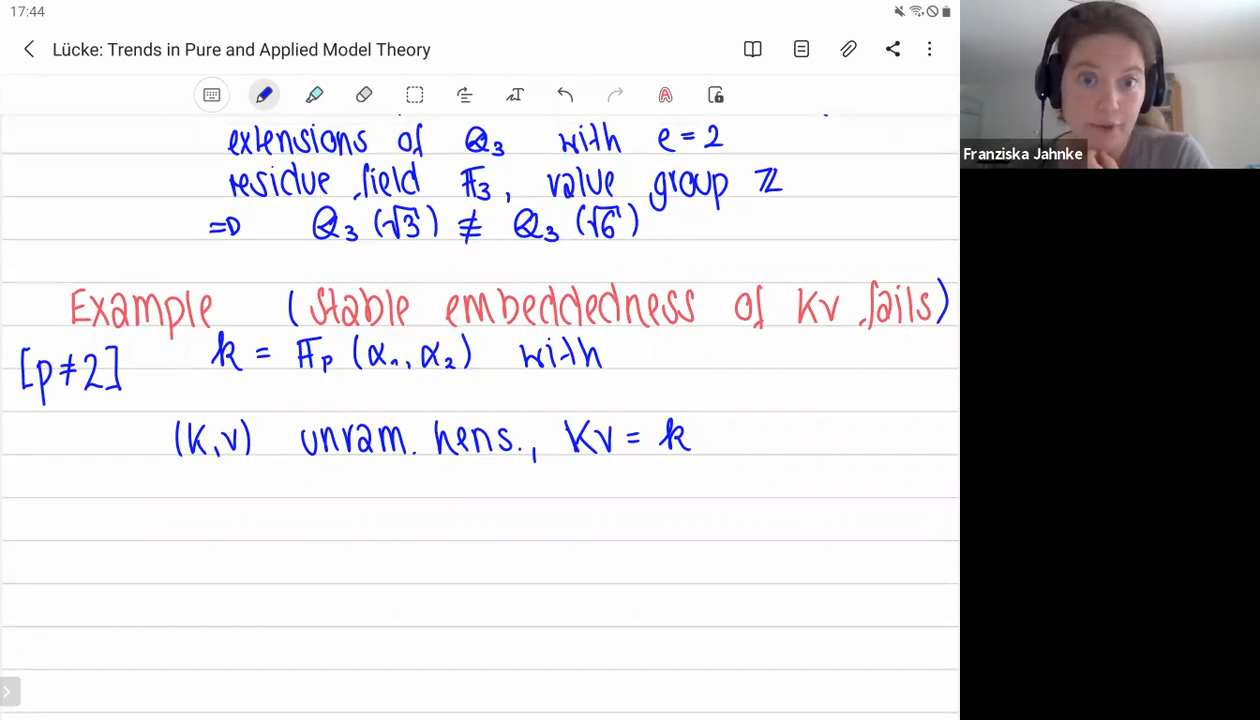 17:44
Lücke: Trends in Pure and Applied Model Theory
extensions of ℚ₃ with e = 2
residue field 𝔽₃, value group ℤ
⇒ ℚ₃(√3) ≢ ℚ₃(√6)
Example (stable embeddedness of Kv fails)
[p≠2] k = 𝔽ₚ(α₁, α₂) with
(K,v) unram. hens., Kv = k
Franziska Jahnke